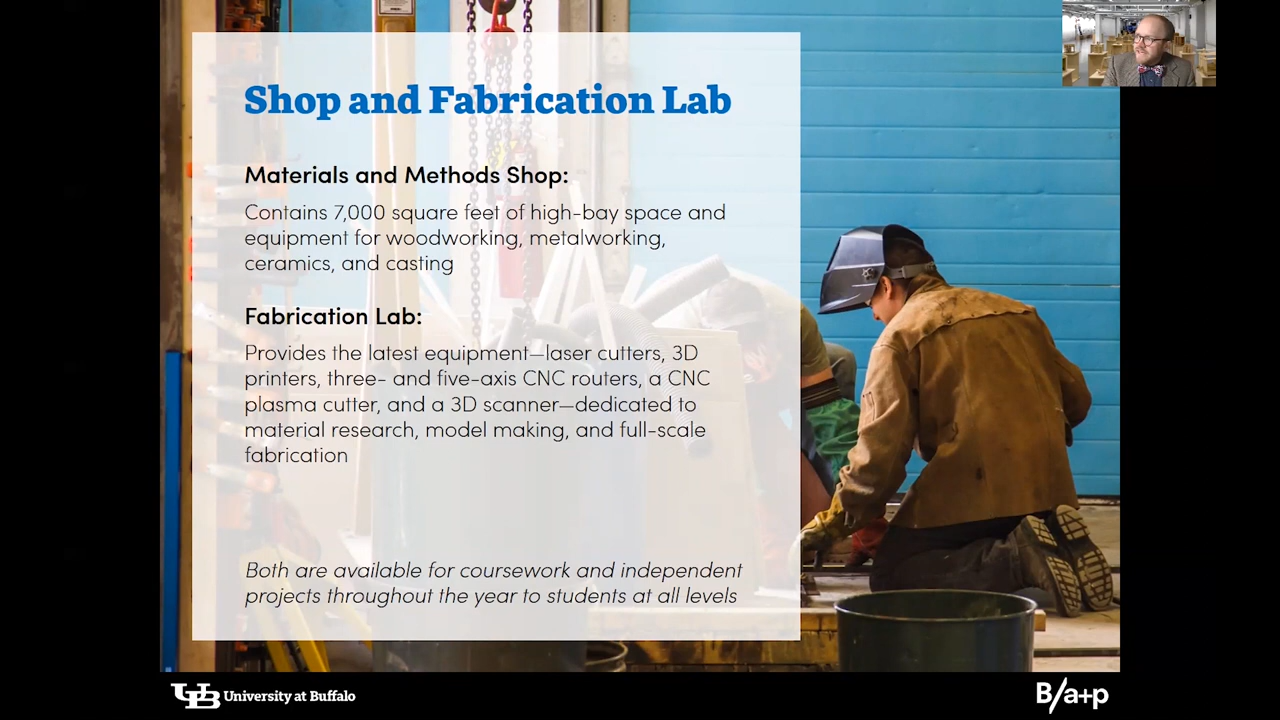 Shop and Fabrication Lab
Materials and Methods Shop:
Contains 7,000 square feet of high-bay space and
equipment for woodworking, metalworking,
ceramics, and casting
Fabrication Lab:
Provides the latest equipment—laser cutters, 3D
printers, three- and five-axis CNC routers, a CNC
plasma cutter, and a 3D scanner—dedicated to
material research, model making, and full-scale
fabrication
Both are available for coursework and independent
projects throughout the year to students at all levels
UB University at Buffalo
B/a+p